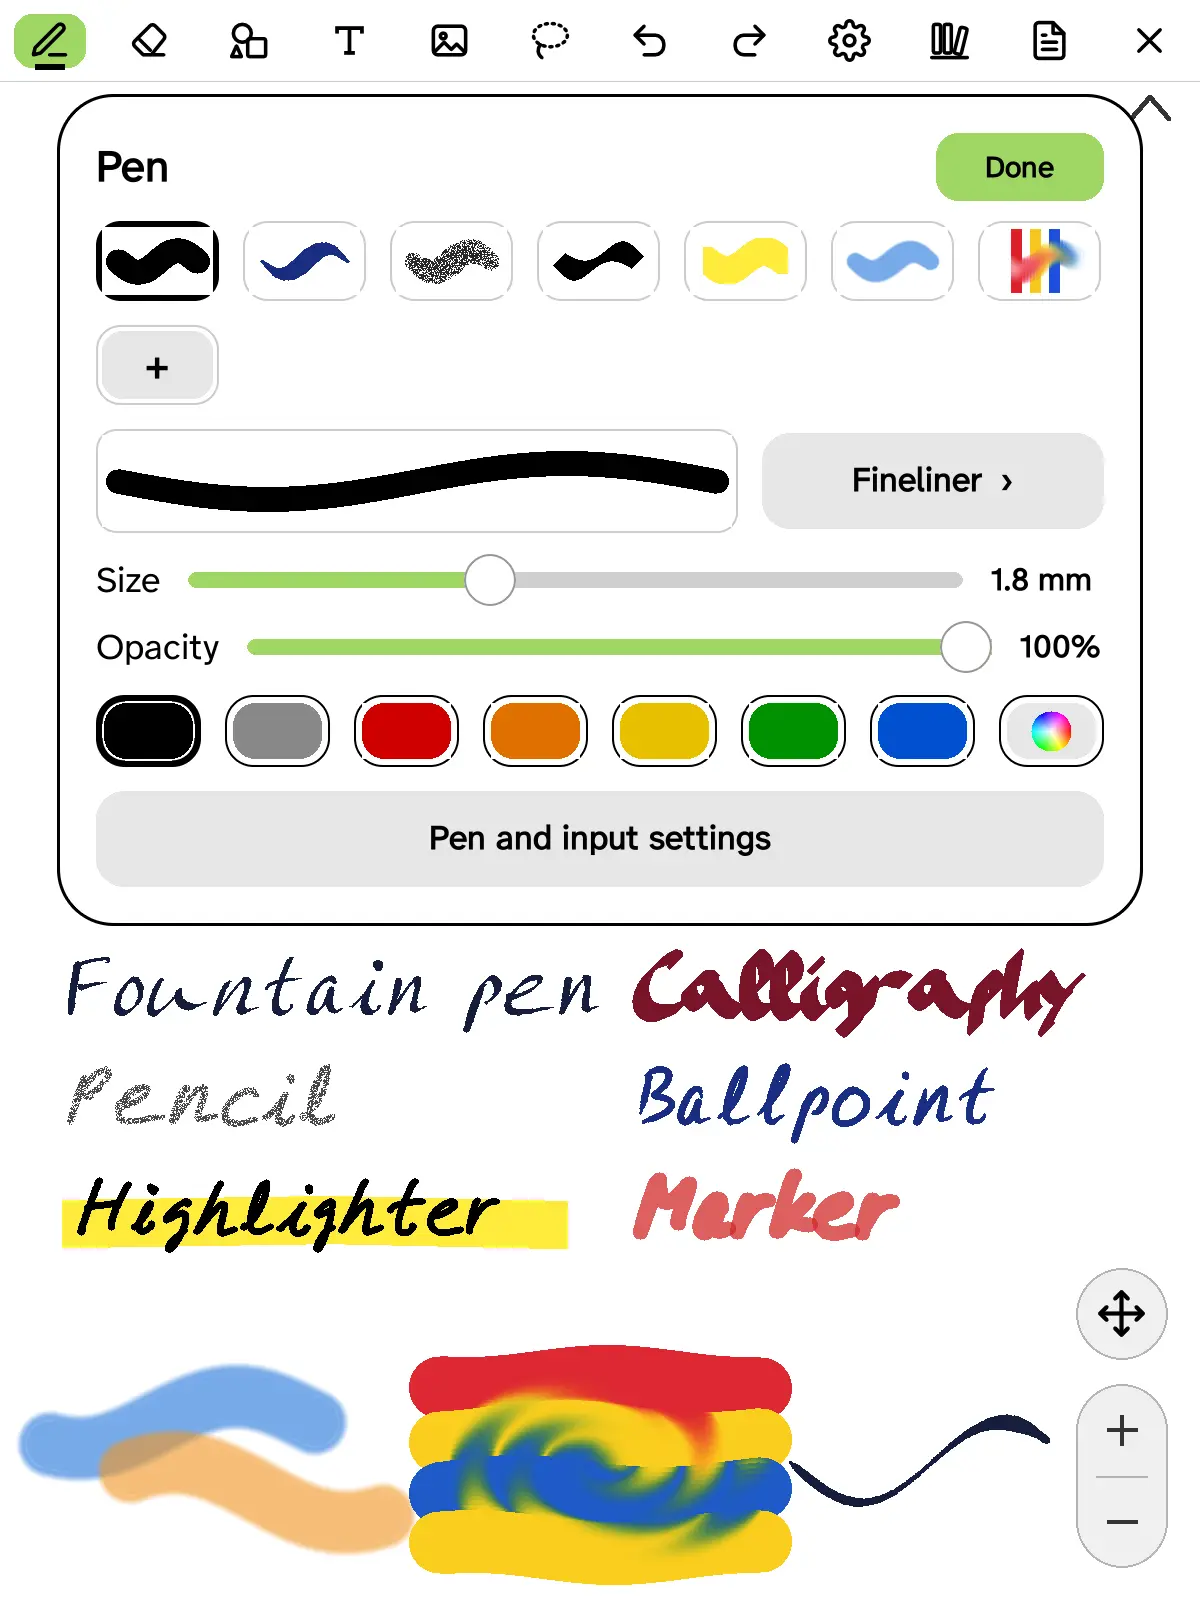 T
Pen
Done
+
Fineliner ›
Size
1.8 mm
Opacity
100%
Pen and input settings
Fountain pen
Calligraphy
Pencil
Ballpoint
Highlighter
Marker
+
−